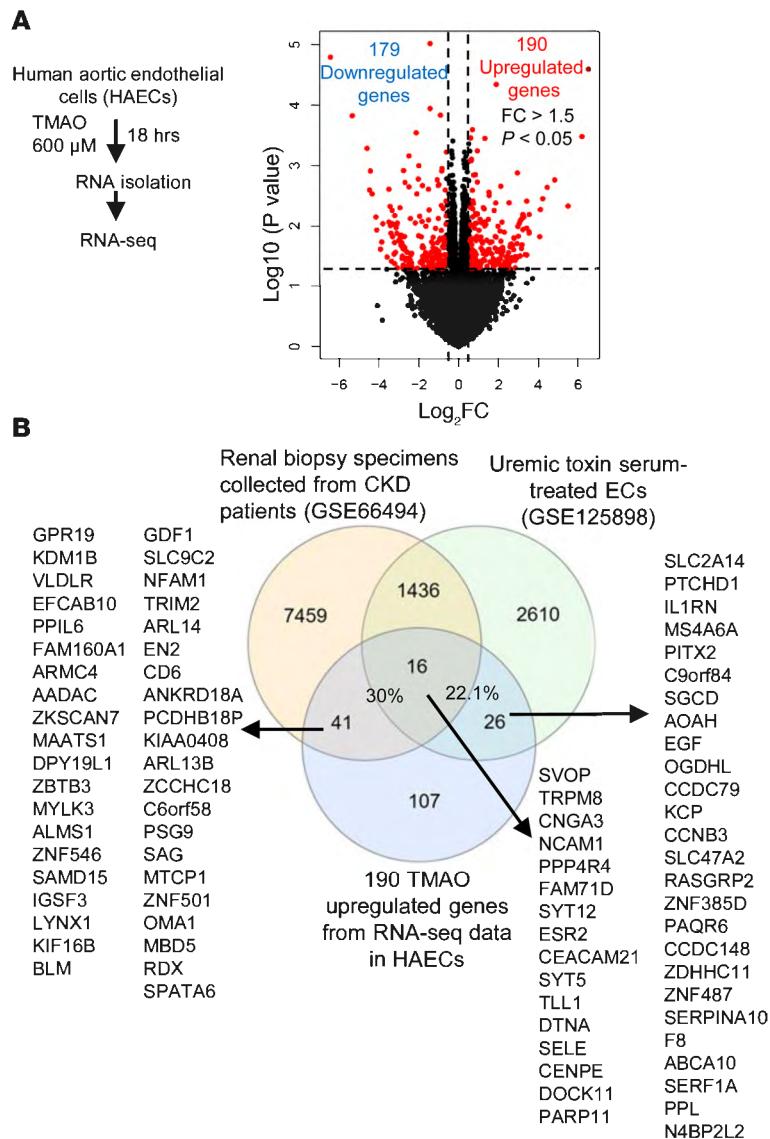 A
Human aortic endothelial
cells (HAECs)
TMAO
600 µM
18 hrs
RNA isolation
RNA-seq
Log10 (P value)
5
4
3
2
1
0
179
Downregulated
genes
190
Upregulated
genes
FC > 1.5
P < 0.05
−6
−4
−2
0
2
4
6
Log2FC
B
Renal biopsy specimens
collected from CKD
patients (GSE66494)
Uremic toxin serum-
treated ECs
(GSE125898)
7459
1436
2610
16
30%
22.1%
41
26
107
190 TMAO
upregulated genes
from RNA-seq data
in HAECs
GPR19
KDM1B
VLDLR
EFCAB10
PPIL6
FAM160A1
ARMC4
AADAC
ZKSCAN7
MAATS1
DPY19L1
ZBTB3
MYLK3
ALMS1
ZNF546
SAMD15
IGSF3
LYNX1
KIF16B
BLM
GDF1
SLC9C2
NFAM1
TRIM2
ARL14
EN2
CD6
ANKRD18A
PCDHB18P
KIAA0408
ARL13B
ZCCHC18
C6orf58
PSG9
SAG
MTCP1
ZNF501
OMA1
MBD5
RDX
SPATA6
SVOP
TRPM8
CNGA3
NCAM1
PPP4R4
FAM71D
SYT12
ESR2
CEACAM21
SYT5
TLL1
DTNA
SELE
CENPE
DOCK11
PARP11
SLC2A14
PTCHD1
IL1RN
MS4A6A
PITX2
C9orf84
SGCD
AOAH
EGF
OGDHL
CCDC79
KCP
CCNB3
SLC47A2
RASGRP2
ZNF385D
PAQR6
CCDC148
ZDHHC11
ZNF487
SERPINA10
F8
ABCA10
SERF1A
PPL
N4BP2L2